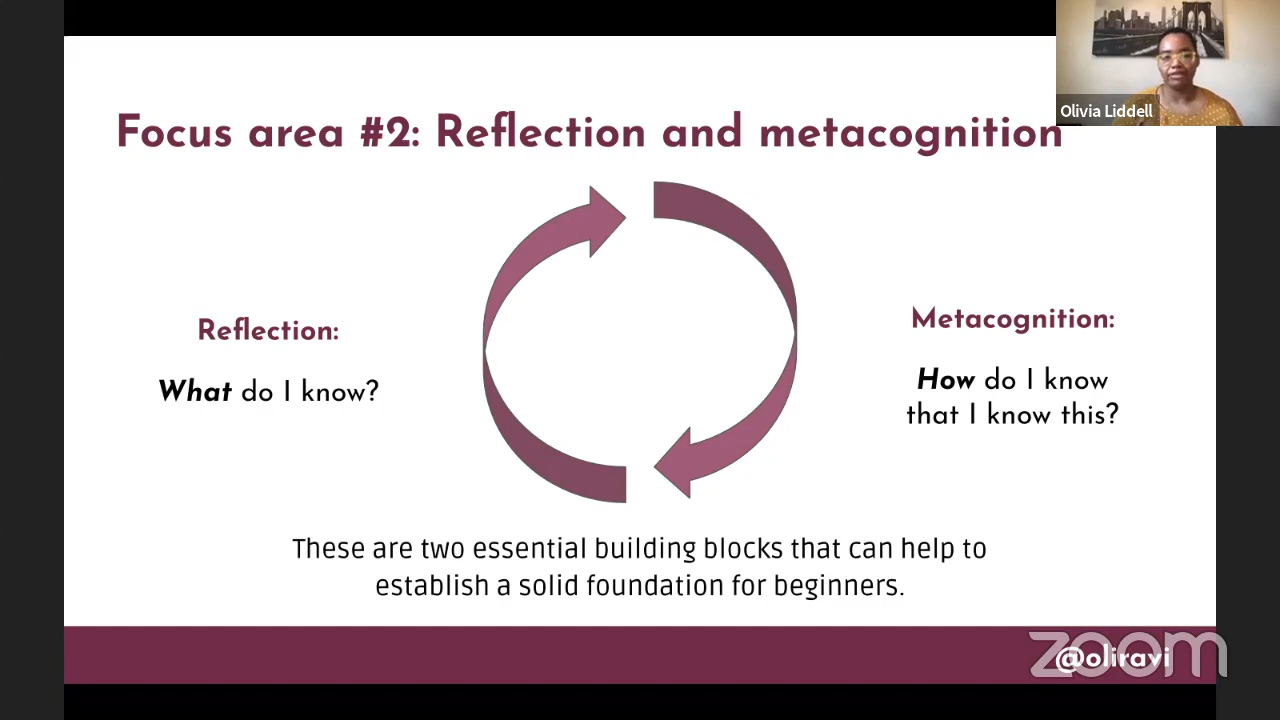 Olivia Liddell
Focus area #2: Reflection and metacognition
Reflection:
What do I know?
Metacognition:
How do I know
that I know this?
These are two essential building blocks that can help to
establish a solid foundation for beginners.
zoom
@oliravi